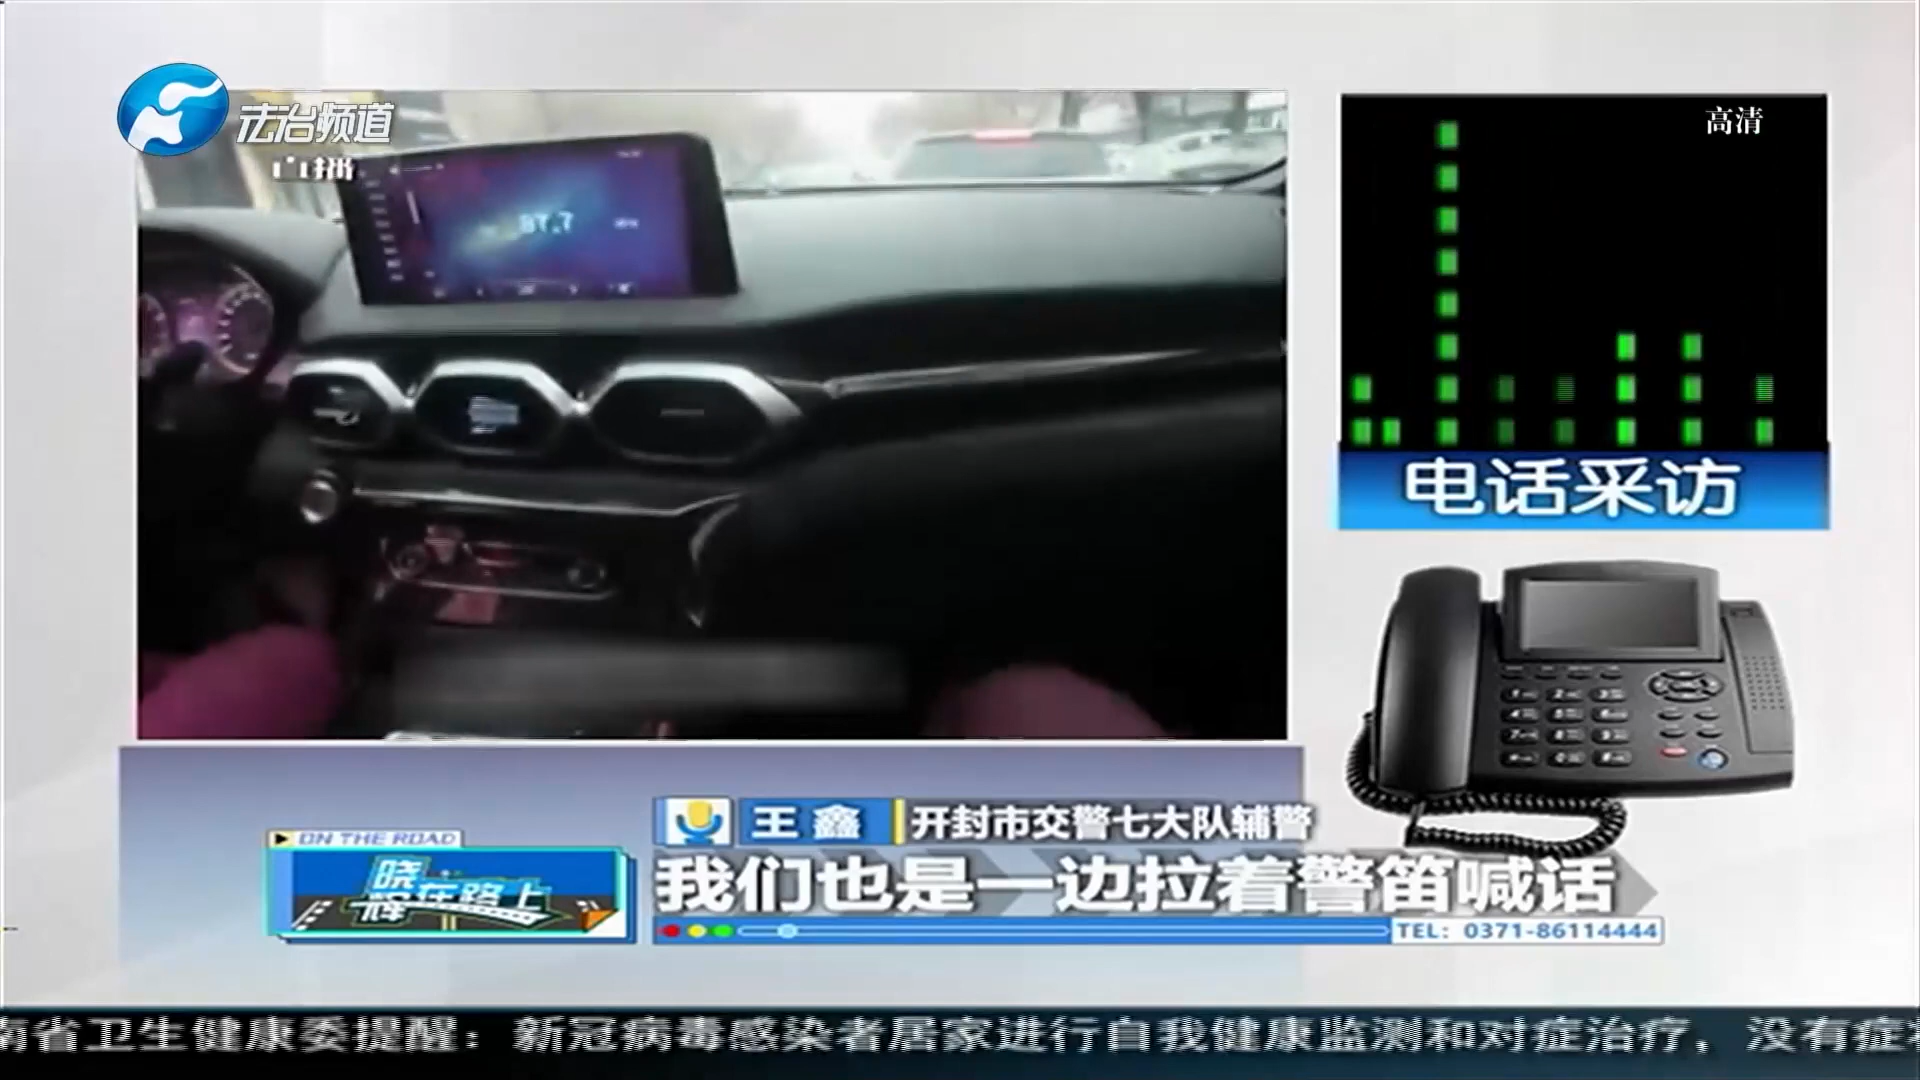 法治频道
直播
高清
87.7
电话采访
王鑫
开封市交警七大队辅警
ON THE ROAD
晓辉在路上
我们也是一边拉着警笛喊话
TEL: 0371-86114444
南省卫生健康委提醒：新冠病毒感染者居家进行自我健康监测和对症治疗，没有症